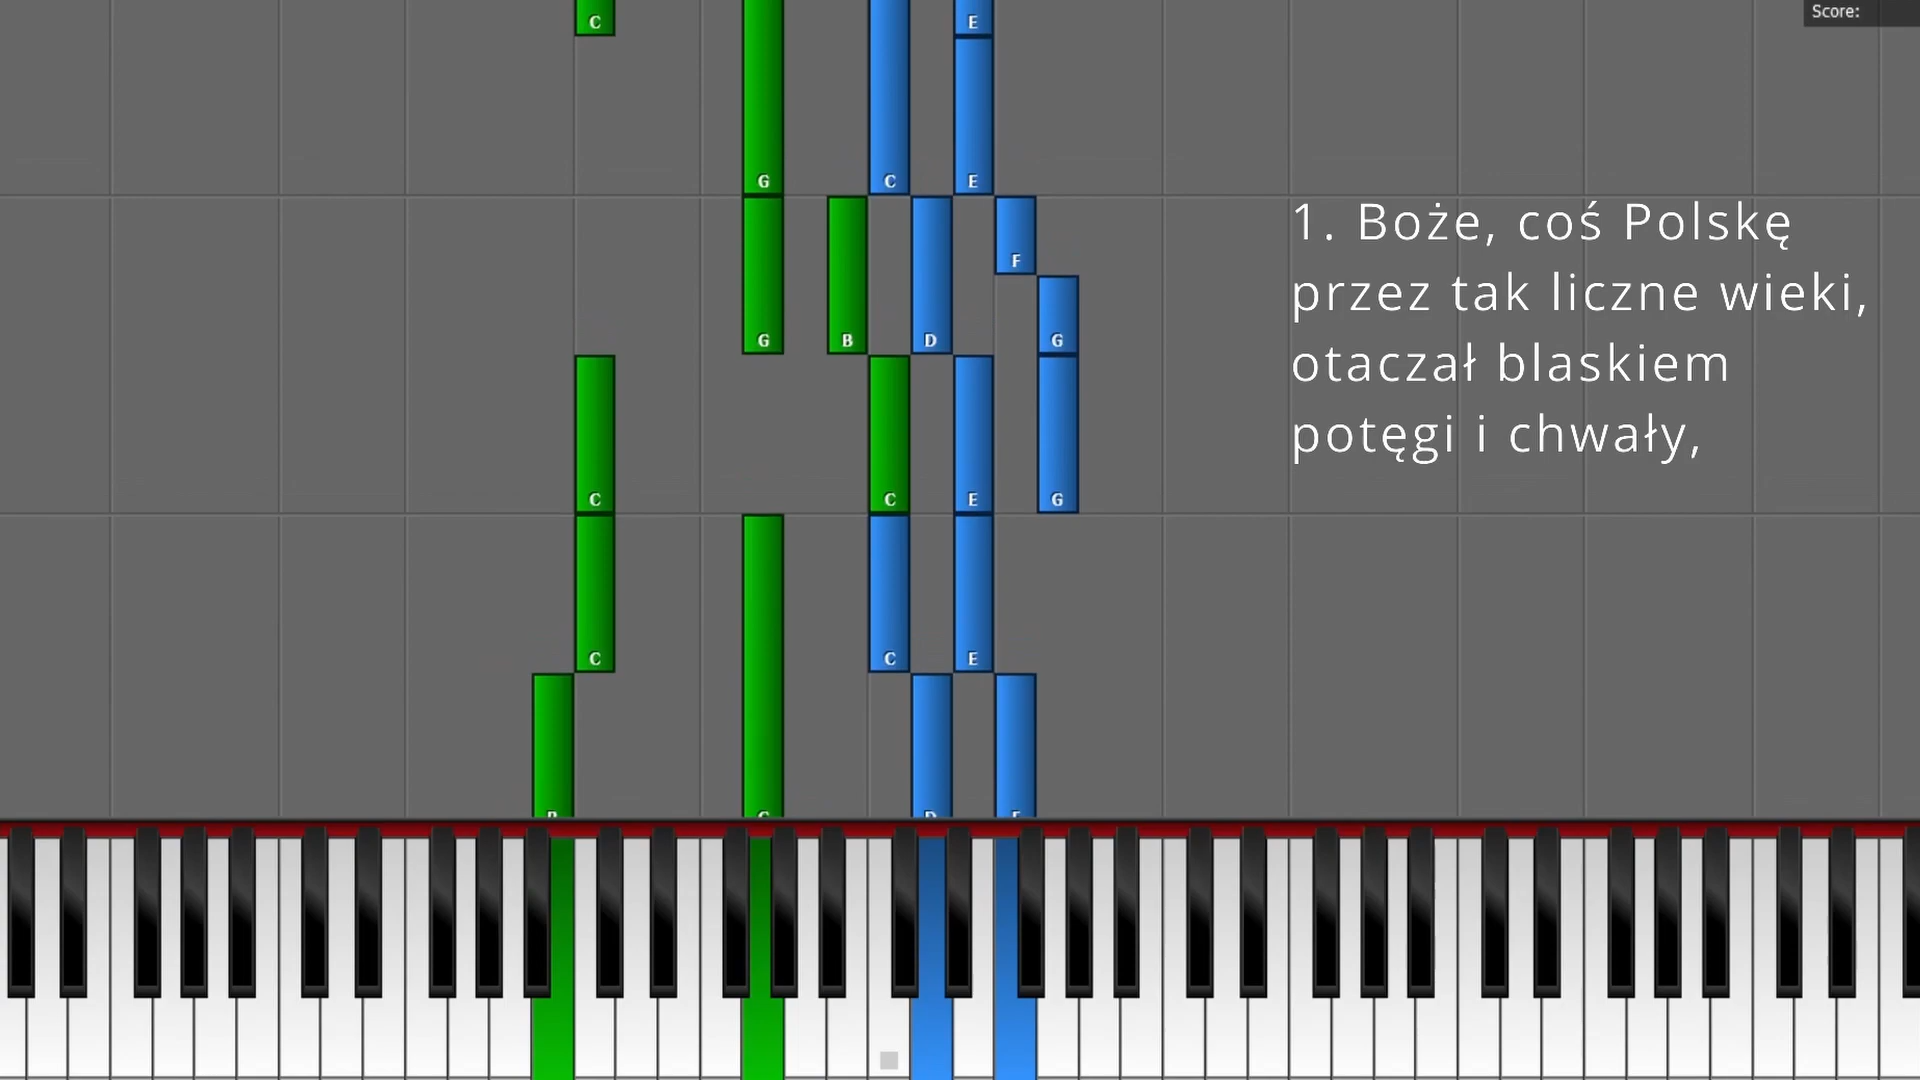 Score:
C
E
G
C
E
1. Boże, coś Polskę
przez tak liczne wieki,
otaczał blaskiem
potęgi i chwały,
F
G
B
D
G
C
C
E
G
C
C
E